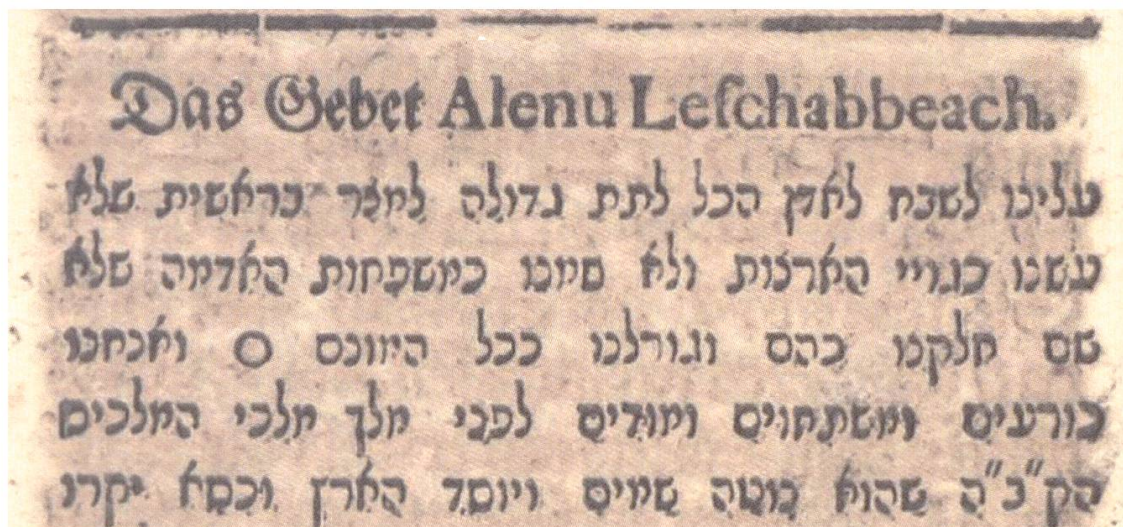 Das Gebet Alenu Leſchabbeach.
עלינו לשבח לאדון הכל לתת גדולה ליוצר בראשית שלא
עשנו כגויי הארצות ולא שמנו כמשפחות האדמה שלא
שם חלקנו כהם וגורלנו ככל המונם O ואנחנו
כורעים ומשתחוים ומודים לפני מלך מלכי המלכים
הק"ב"ה שהוא נוטה שמים ויוסד הארץ וכסא יקרו